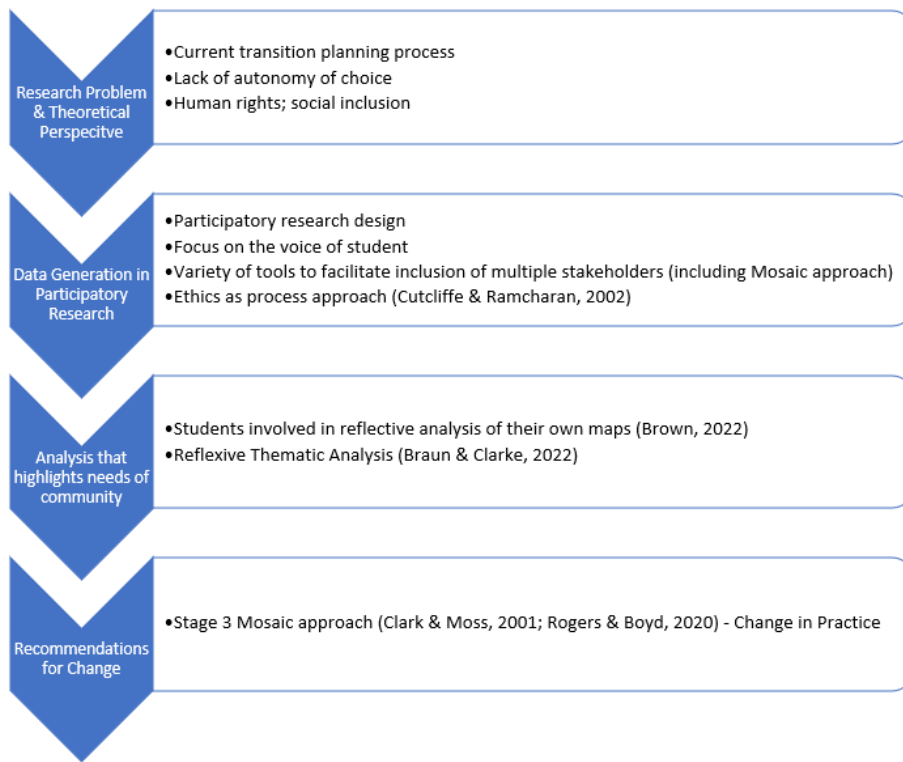 Research Problem
& Theoretical
Perspecitve
•Current transition planning process
•Lack of autonomy of choice
•Human rights; social inclusion
Data Generation in
Participatory
Research
•Participatory research design
•Focus on the voice of student
•Variety of tools to facilitate inclusion of multiple stakeholders (including Mosaic approach)
•Ethics as process approach (Cutcliffe & Ramcharan, 2002)
Analysis that
highlights needs of
community
•Students involved in reflective analysis of their own maps (Brown, 2022)
•Reflexive Thematic Analysis (Braun & Clarke, 2022)
Recommendations
for Change
•Stage 3 Mosaic approach (Clark & Moss, 2001; Rogers & Boyd, 2020) - Change in Practice